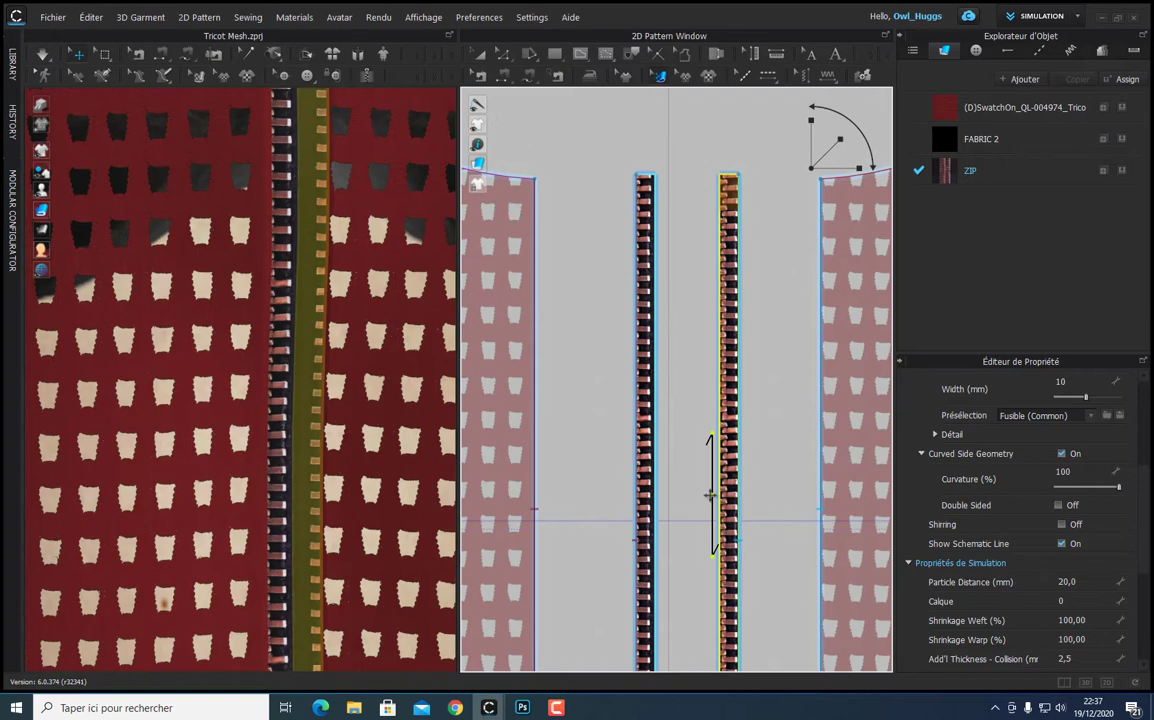 Fichier Éditer 3D Garment 2D Pattern Sewing Materials Avatar Rendu Affichage Preferences Settings Aide Hello, Owl_Huggs SIMULATION
Tricot Mesh.zprj 2D Pattern Window Explorateur d'Objet
LIBRARY
HISTORY
MODULAR CONFIGURATOR
Ajouter Copier Assign
(D)SwatchOn_QL-004974_Trico
FABRIC 2
ZIP
Éditeur de Propriété
Width (mm) 10
Présélection Fusible (Common)
Détail
Curved Side Geometry On
Curvature (%) 100
Double Sided Off
Shirring Off
Show Schematic Line On
Propriétés de Simulation
Particle Distance (mm) 20,0
Calque 0
Shrinkage Weft (%) 100,00
Shrinkage Warp (%) 100,00
Add'l Thickness - Collision (mr 2,5
Version: 6.0.374 (r32341) 3D 2D
Taper ici pour rechercher Ps 22:37
19/12/2020 21